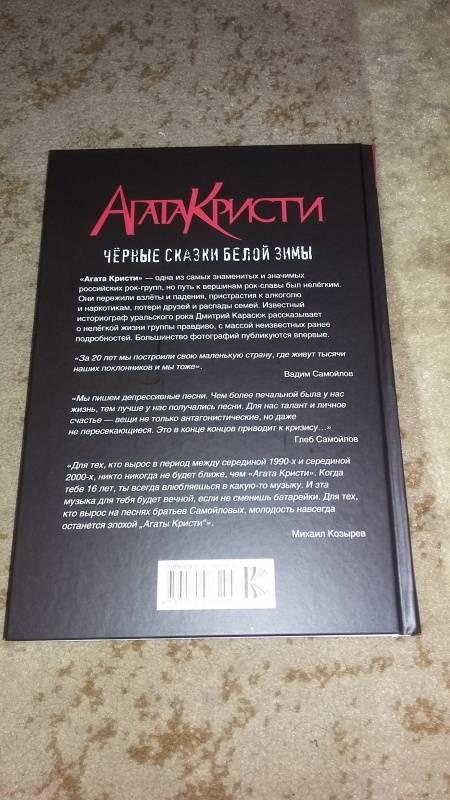 АГАТА КРИСТИ
ЧЁРНЫЕ СКАЗКИ БЕЛОЙ ЗИМЫ
«Агата Кристи» — одна из самых знаменитых и значимых
российских рок-групп, но путь к вершинам рок-славы был нелёгким.
Они пережили взлёты и падения, пристрастия к алкоголю
и наркотикам, потери друзей и распады семей. Известный
историограф уральского рока Дмитрий Карасюк рассказывает
о нелёгкой жизни группы правдиво, с массой неизвестных ранее
подробностей. Большинство фотографий публикуются впервые.
«За 20 лет мы построили свою маленькую страну, где живут тысячи
наших поклонников и мы тоже».
Вадим Самойлов
«Мы пишем депрессивные песни. Чем более печальной была у нас
жизнь, тем лучше у нас получались песни. Для нас талант и личное
счастье — вещи не только антагонистические, но даже
не пересекающиеся. Это в конце концов приводит к кризису...»
Глеб Самойлов
«Для тех, кто вырос в период между серединой 1990-х и серединой
2000-х, никто никогда не будет ближе, чем «Агата Кристи». Когда
тебе 16 лет, ты всегда влюбляешься в какую-то музыку. И эта
музыка для тебя будет вечной, если не сменишь батарейки. Для тех,
кто вырос на песнях братьев Самойловых, молодость навсегда
останется эпохой „Агаты Кристи“».
Михаил Козырев